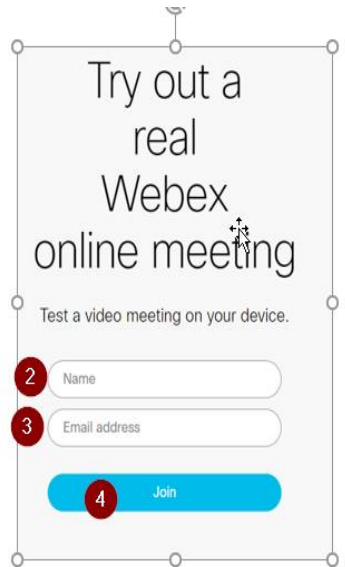 Try out a
real
Webex
online meeting
Test a video meeting on your device.
2 Name
3 Email address
4 Join